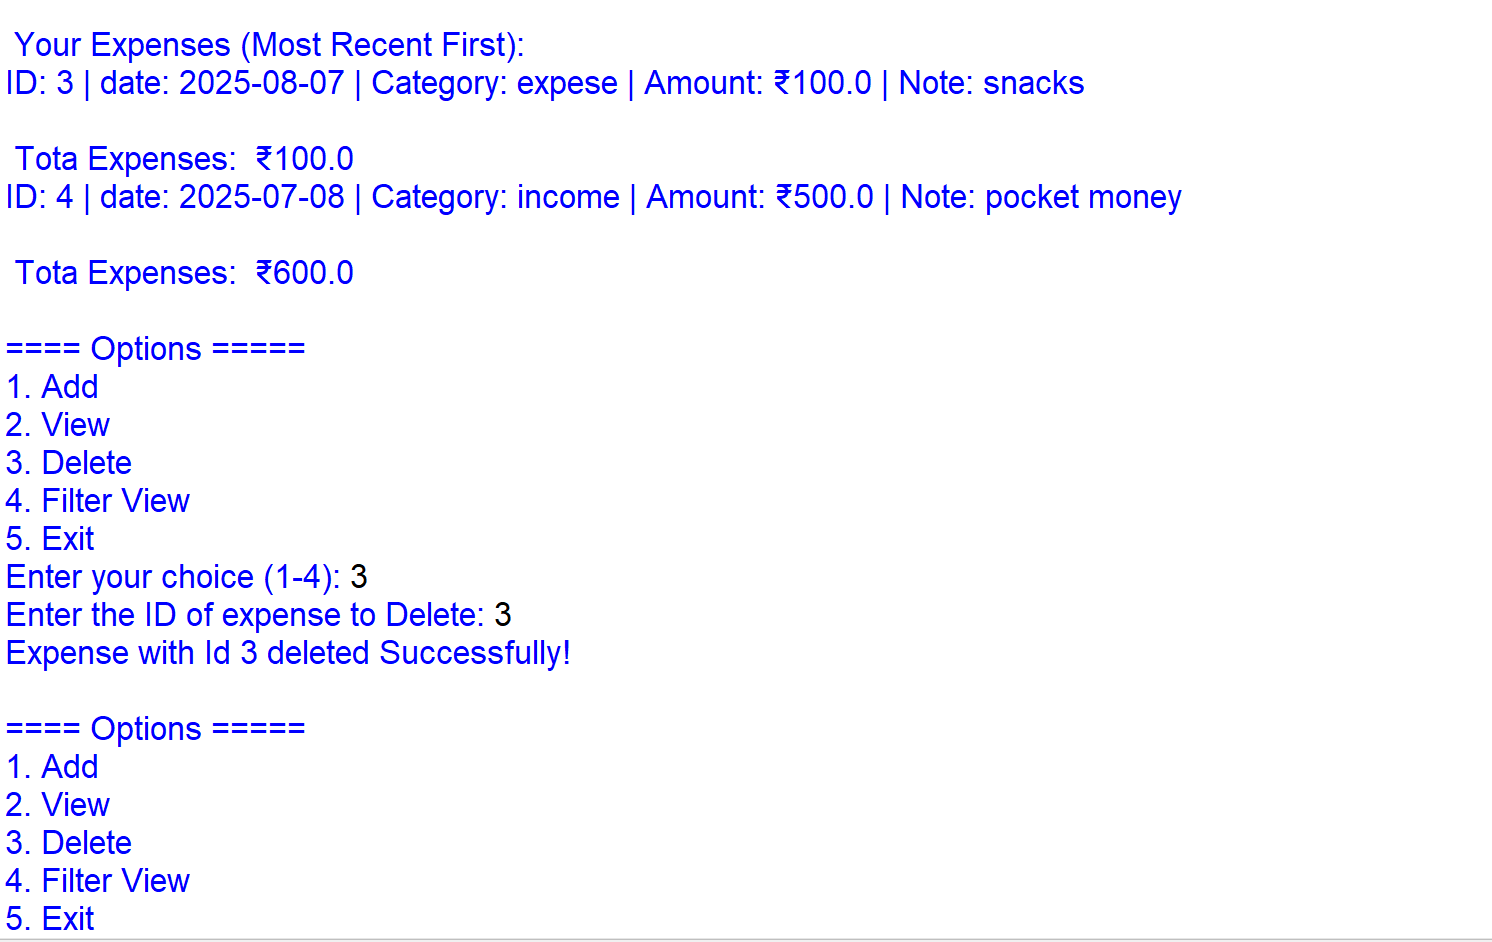 Your Expenses (Most Recent First):
ID: 3 | date: 2025-08-07 | Category: expese | Amount: ₹100.0 | Note: snacks
Tota Expenses:  ₹100.0
ID: 4 | date: 2025-07-08 | Category: income | Amount: ₹500.0 | Note: pocket money
Tota Expenses:  ₹600.0
==== Options =====
1. Add
2. View
3. Delete
4. Filter View
5. Exit
Enter your choice (1-4): 3
Enter the ID of expense to Delete: 3
Expense with Id 3 deleted Successfully!
==== Options =====
1. Add
2. View
3. Delete
4. Filter View
5. Exit